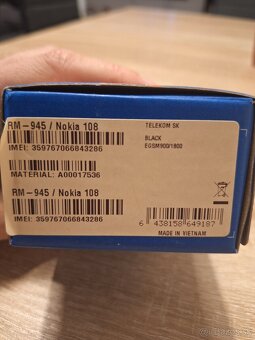 RM-945 / Nokia 108
IMEI: 359767066843286
MATERIAL: A00017536
RM-945 / Nokia 108
IMEI: 359767066843286
TELEKOM SK
BLACK
EGSM900/1800
6 438158 649187
MADE IN VIETNAM